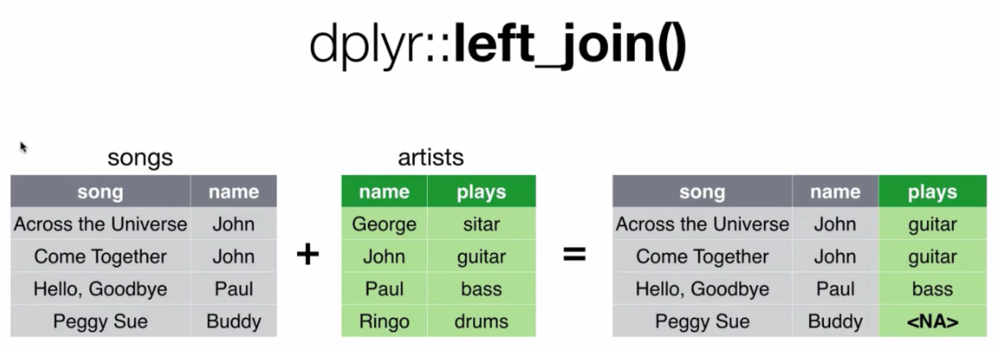 dplyr::left_join()
songs
song name
Across the Universe John
Come Together John
Hello, Goodbye Paul
Peggy Sue Buddy
+
artists
name plays
George sitar
John guitar
Paul bass
Ringo drums
=
song name plays
Across the Universe John guitar
Come Together John guitar
Hello, Goodbye Paul bass
Peggy Sue Buddy <NA>